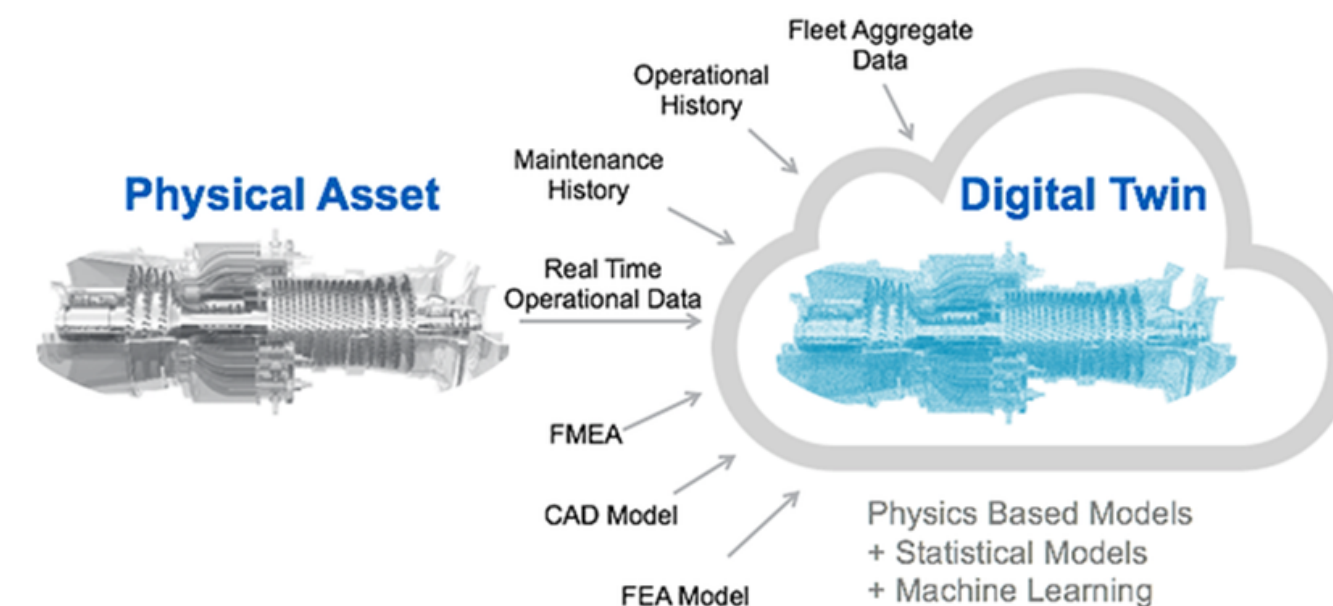 Fleet Aggregate
Data
Operational
History
Maintenance
History
Physical Asset
Digital Twin
Real Time
Operational Data
FMEA
CAD Model
FEA Model
Physics Based Models
+ Statistical Models
+ Machine Learning